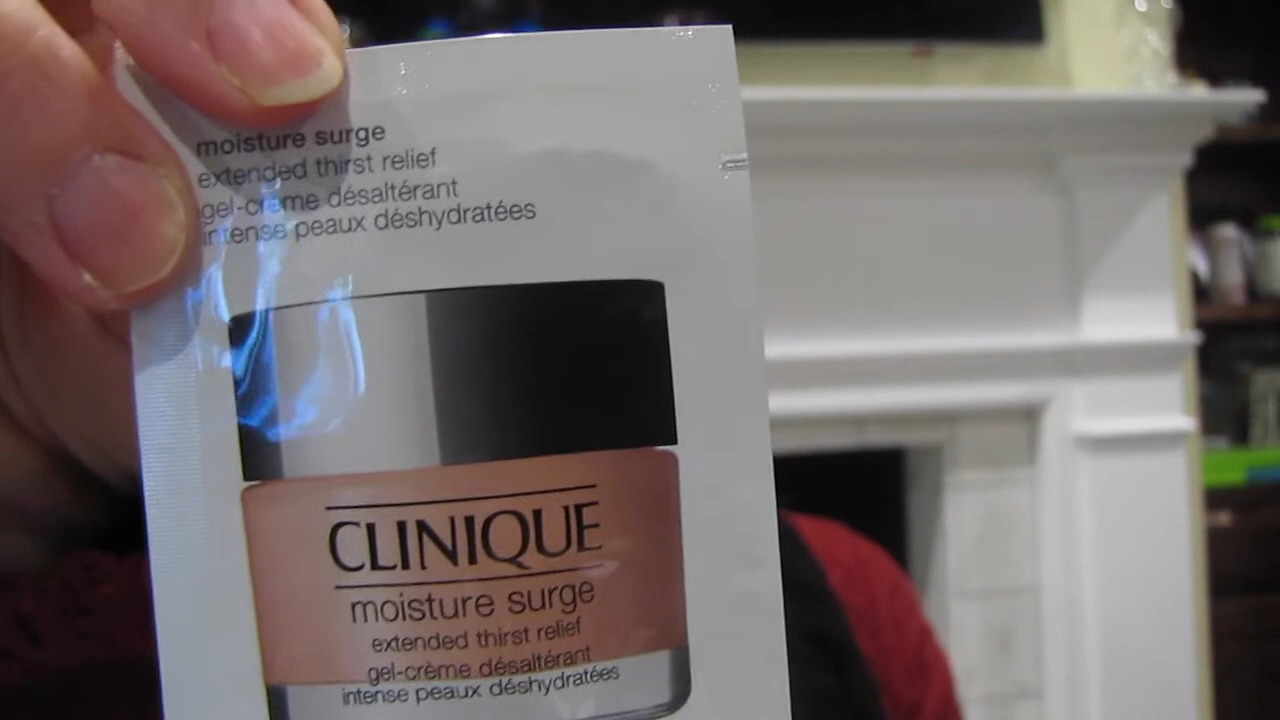 moisture surge
extended thirst relief
gel-crème désaltérant
intense peaux déshydratées
CLINIQUE
moisture surge
extended thirst relief
gel-crème désaltérant
intense peaux déshydratées